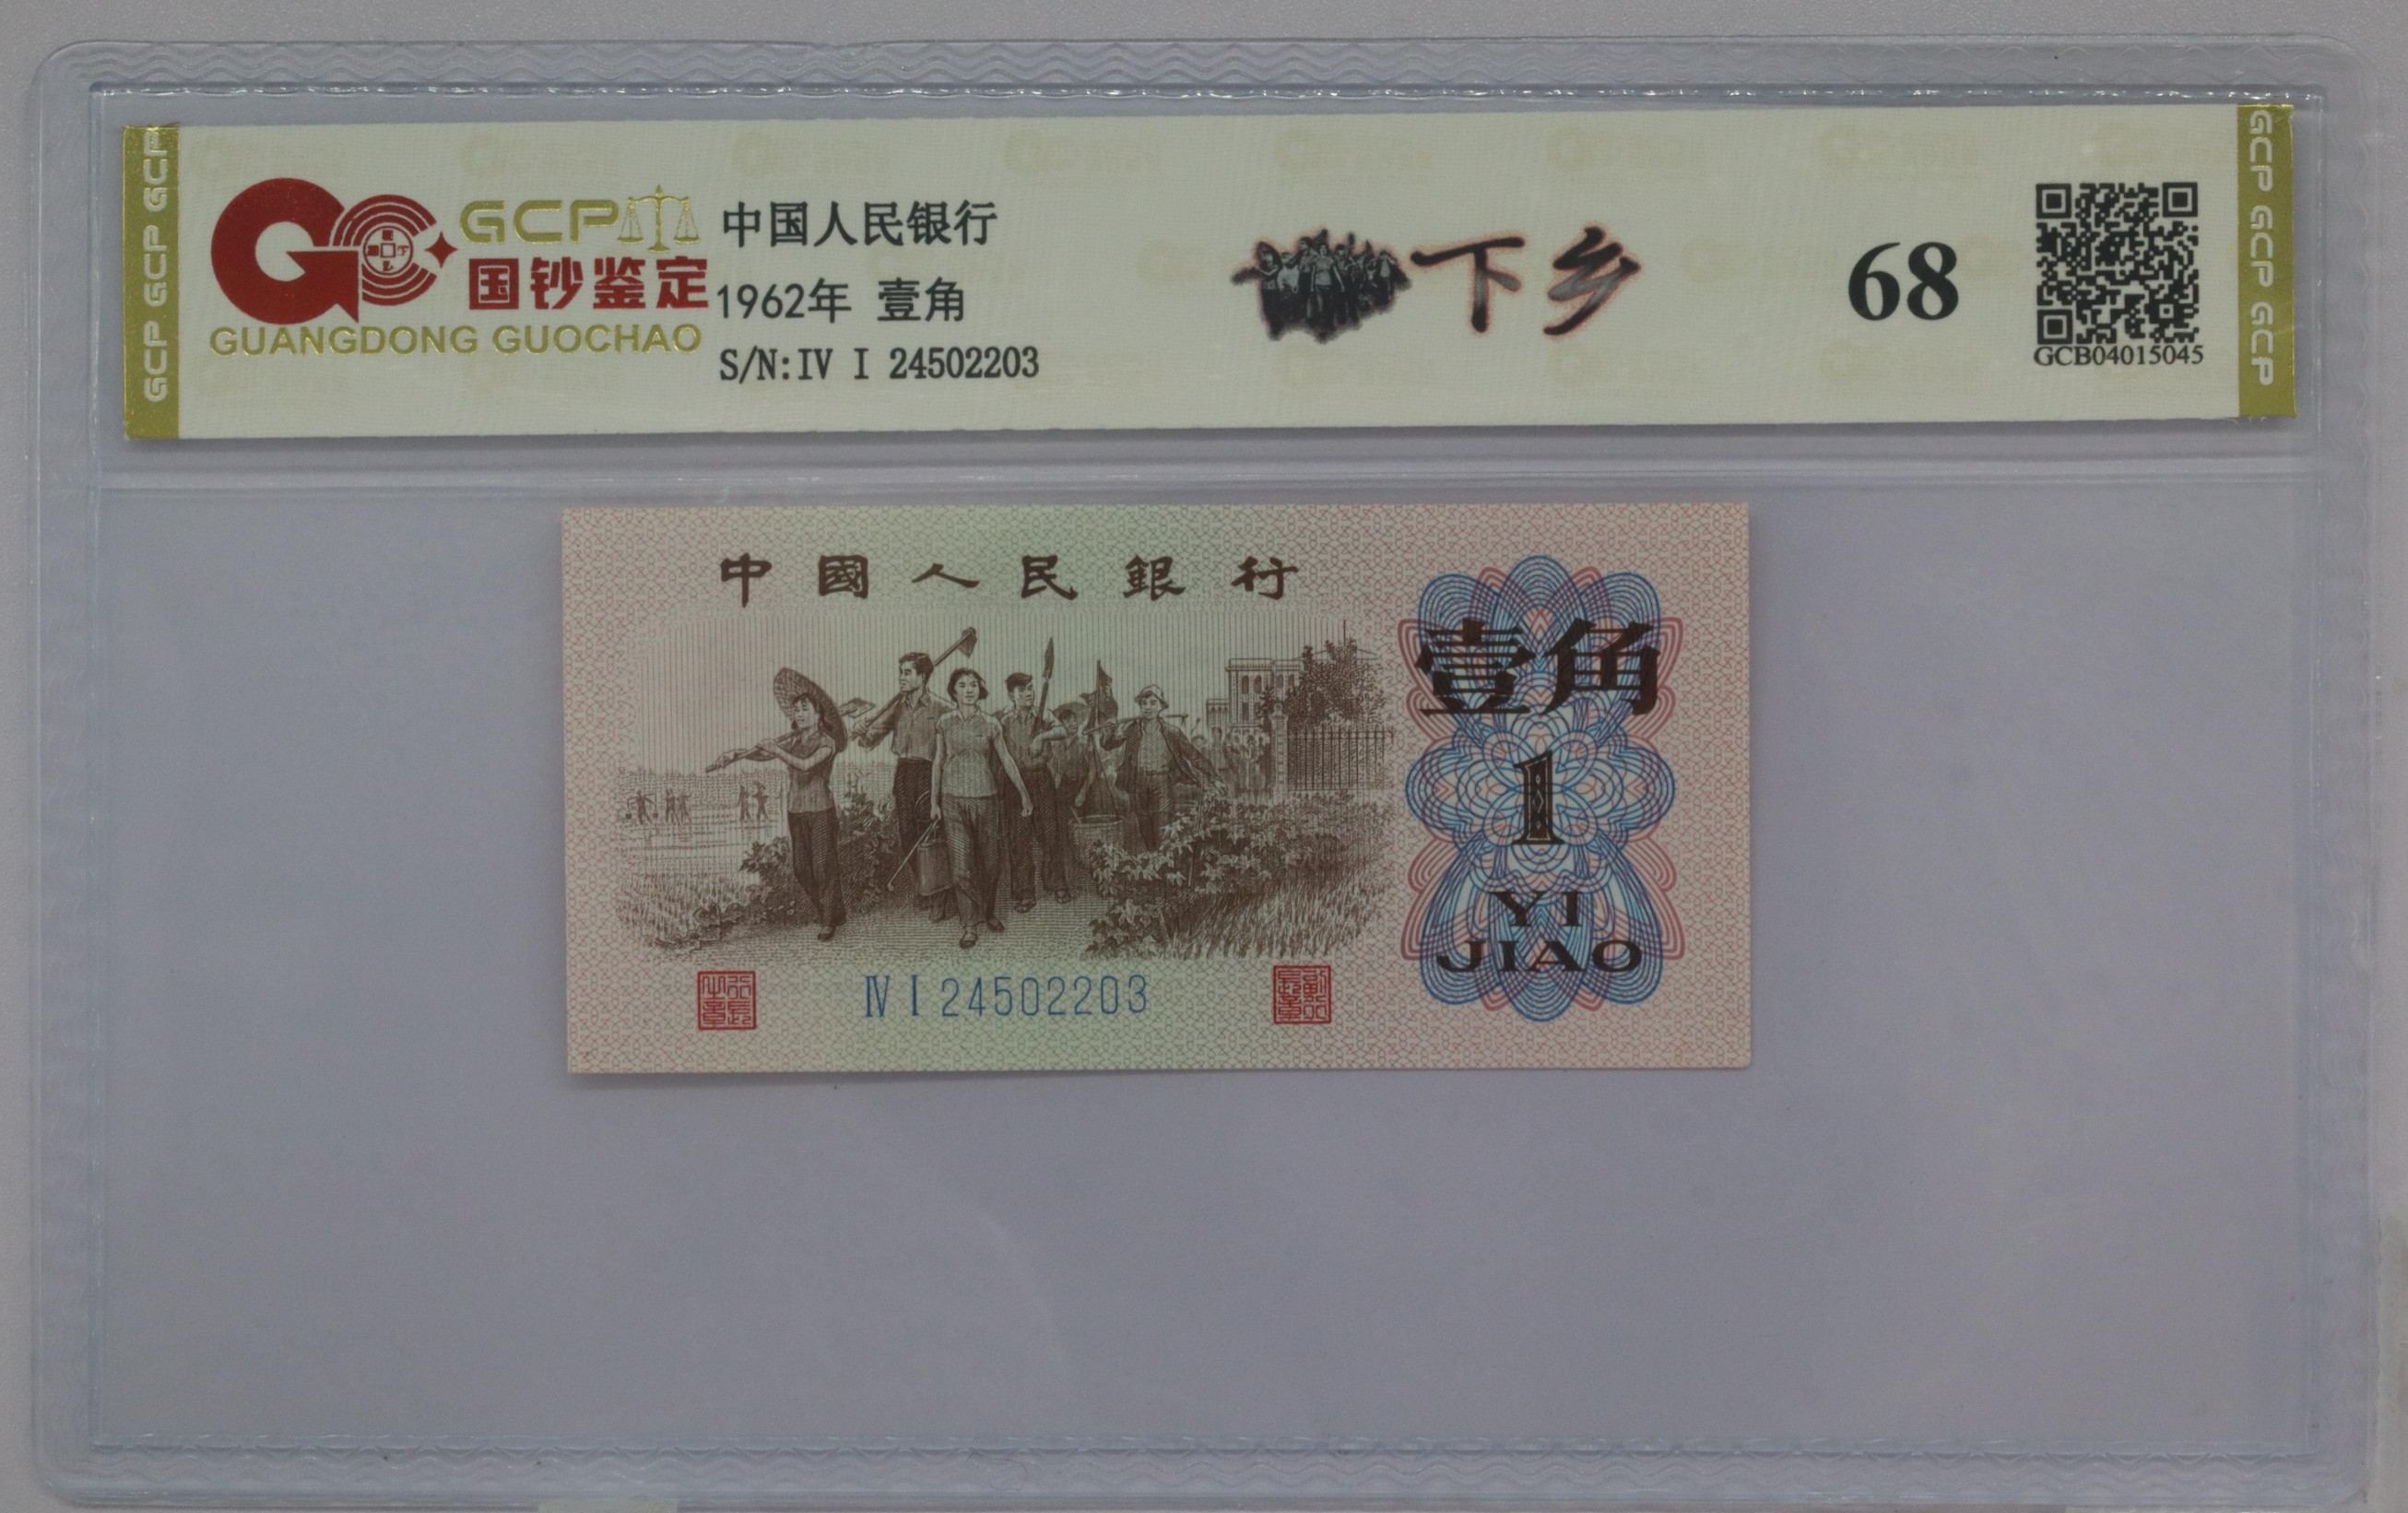 GCP GCP GCP
GCP
国钞鉴定
GUANGDONG GUOCHAO
中国人民银行
1962年 壹角
S/N:IV I 24502203
下乡
68
GCB04015045
GCP GCP GCP
中國人民銀行
壹角
1
YI
JIAO
Ⅳ Ⅰ 24502203